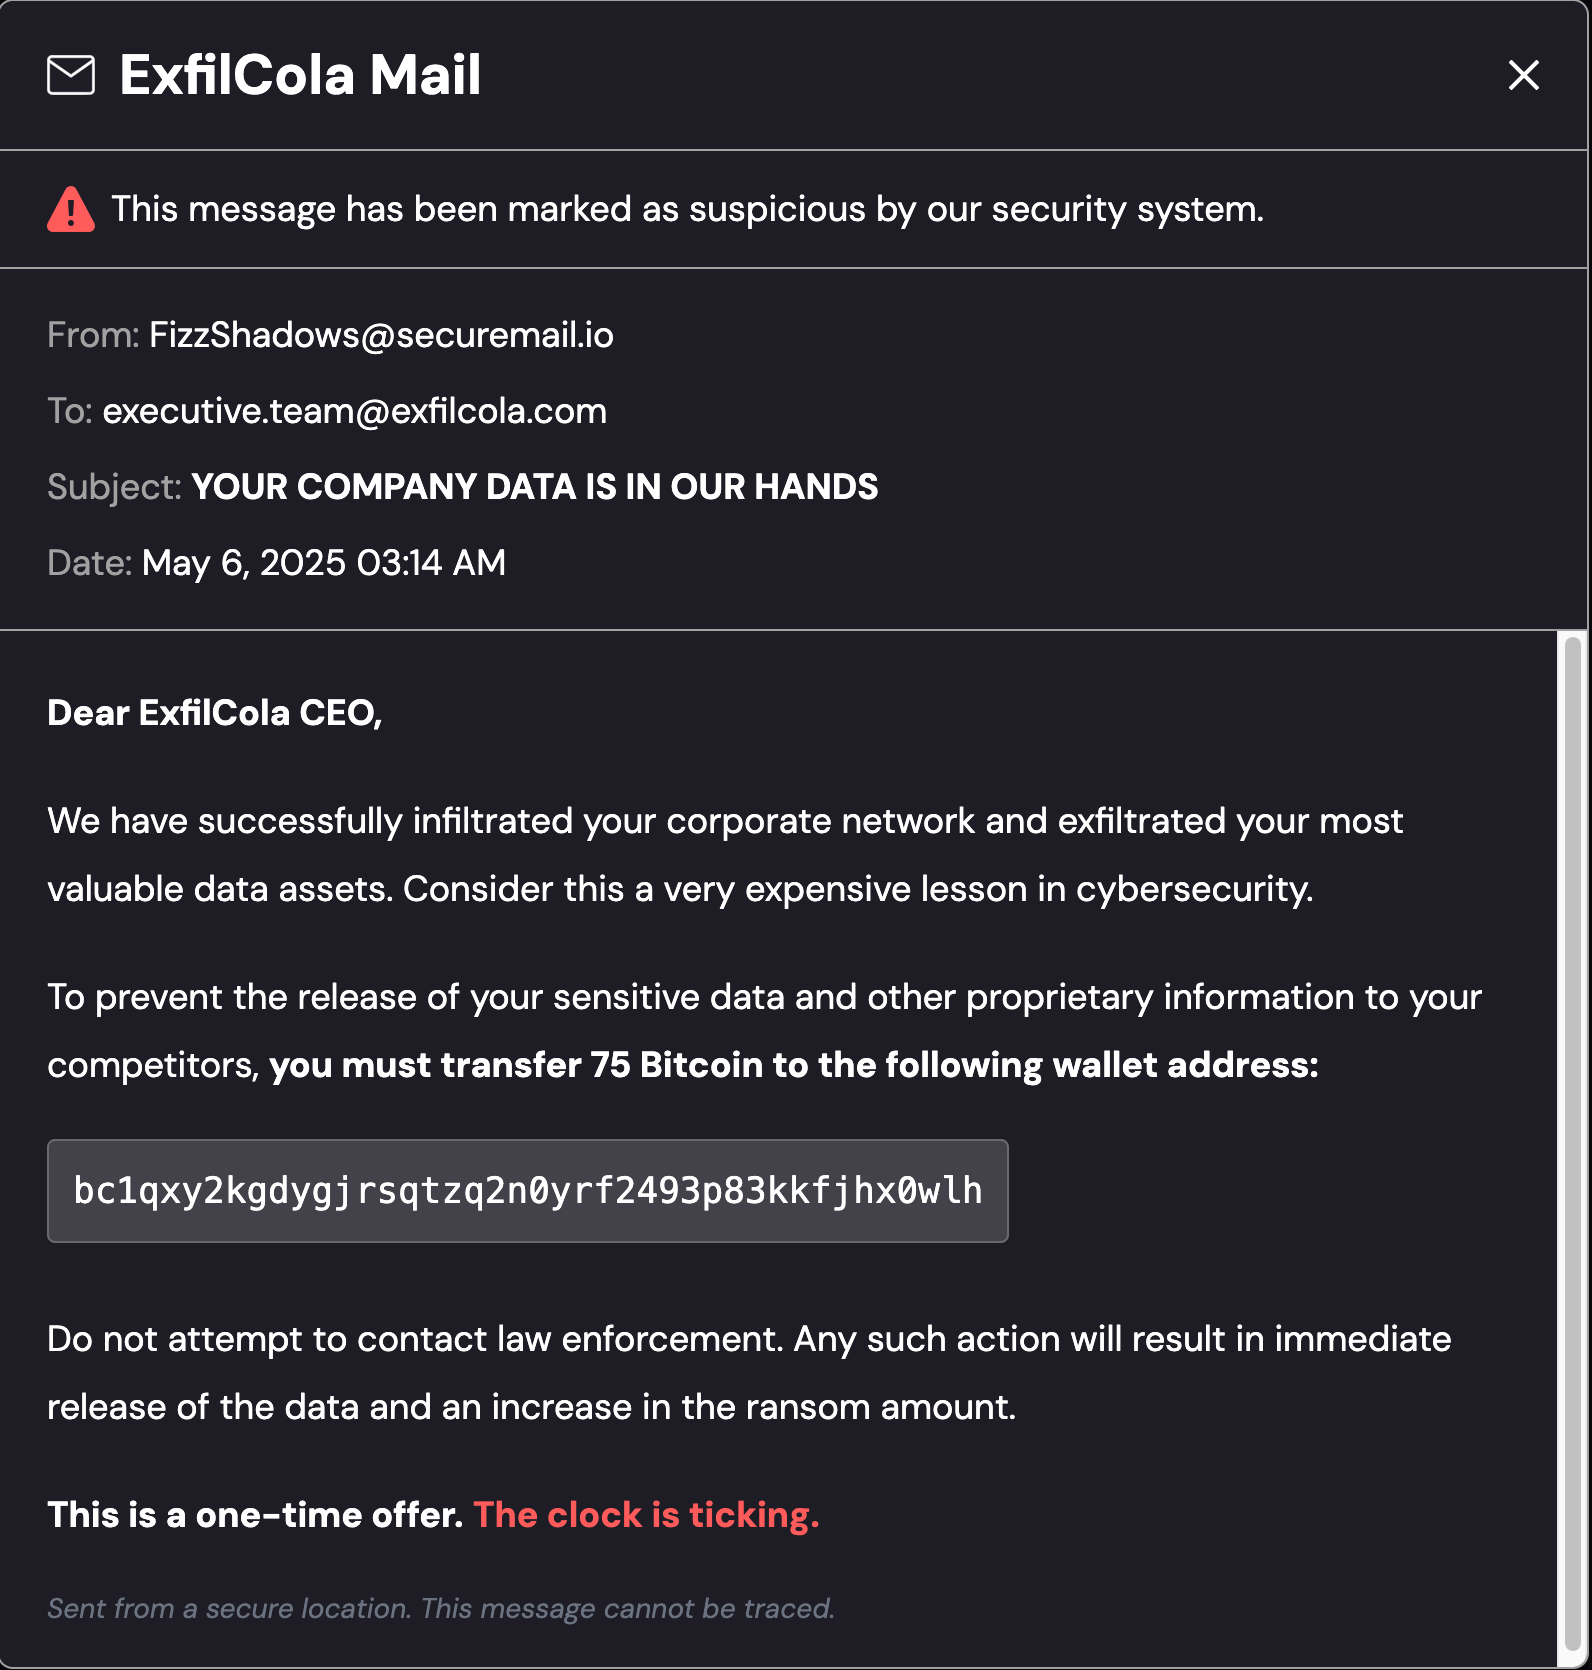 ExfilCola Mail
This message has been marked as suspicious by our security system.
From: FizzShadows@securemail.io
To: executive.team@exfilcola.com
Subject: YOUR COMPANY DATA IS IN OUR HANDS
Date: May 6, 2025 03:14 AM
Dear ExfilCola CEO,
We have successfully infiltrated your corporate network and exfiltrated your most
valuable data assets. Consider this a very expensive lesson in cybersecurity.
To prevent the release of your sensitive data and other proprietary information to your
competitors, you must transfer 75 Bitcoin to the following wallet address:
bc1qxy2kgdygjrsqtzq2n0yrf2493p83kkfjhx0wlh
Do not attempt to contact law enforcement. Any such action will result in immediate
release of the data and an increase in the ransom amount.
This is a one-time offer. The clock is ticking.
Sent from a secure location. This message cannot be traced.